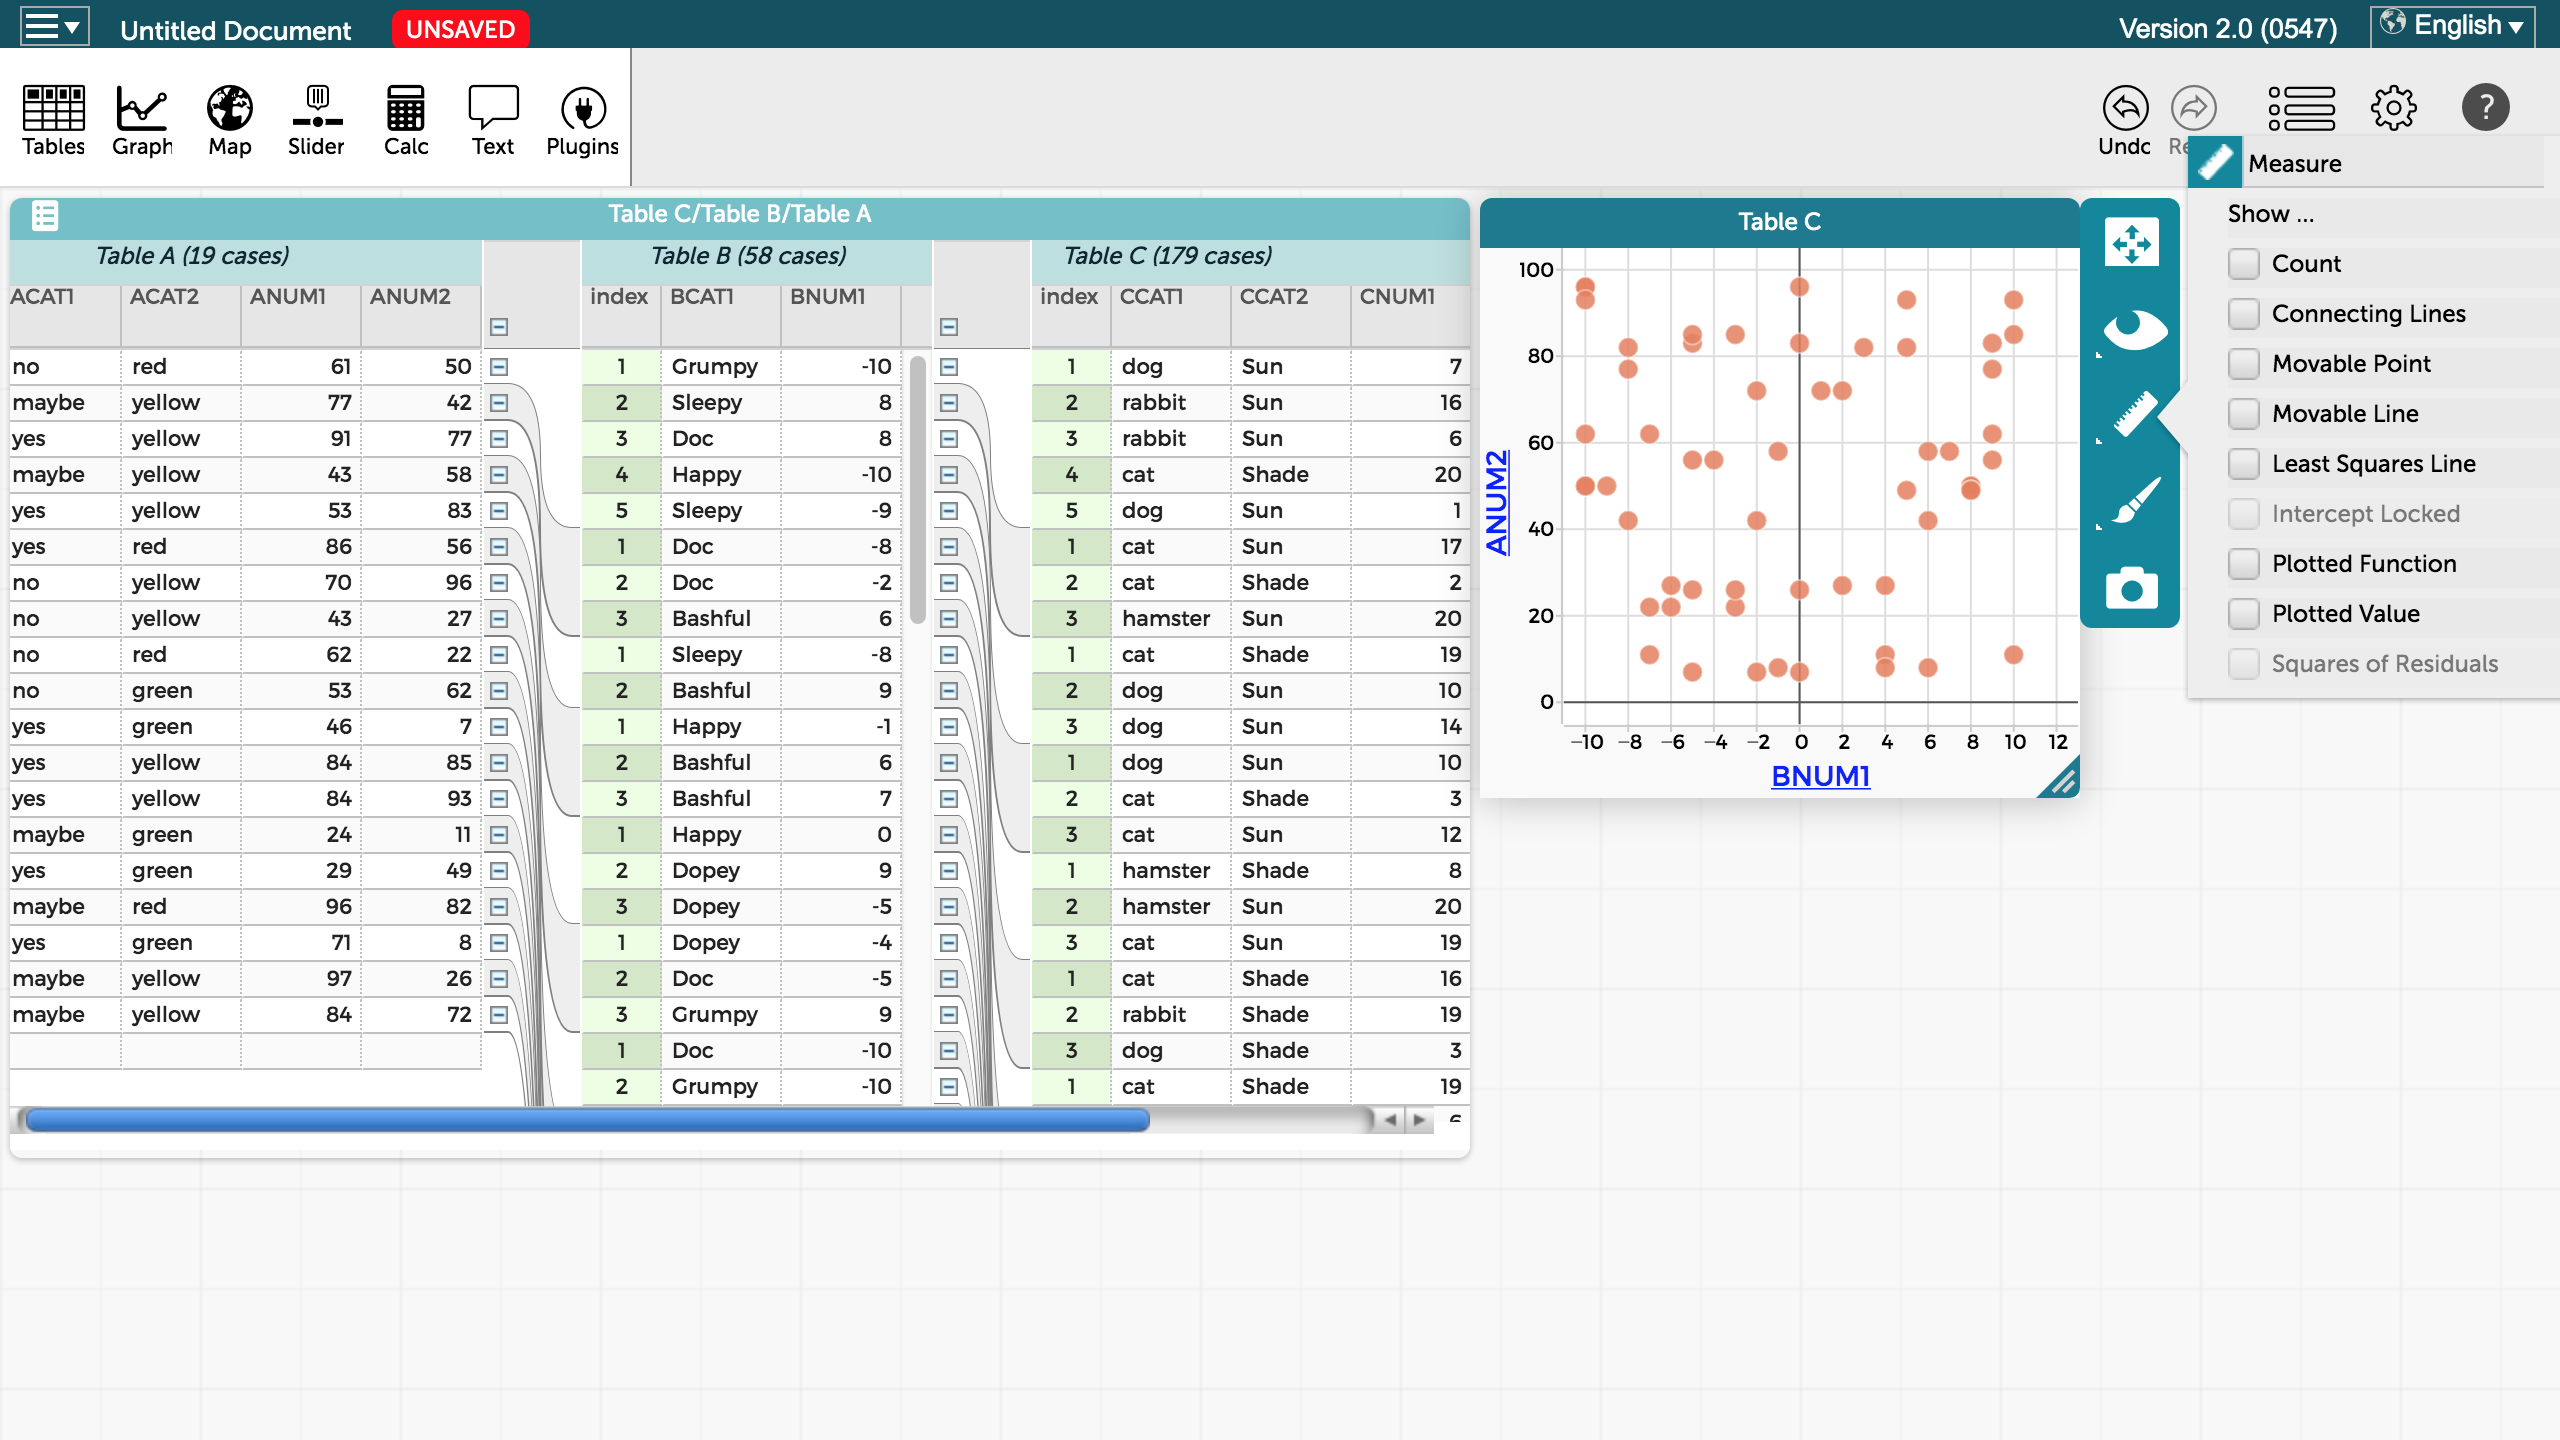 Untitled Document UNSAVED Version 2.0 (0547) English
Tables Graph Map Slider Calc Text Plugins Undo
?
Measure
Show ...
Count
Connecting Lines
Movable Point
Movable Line
Least Squares Line
Intercept Locked
Plotted Function
Plotted Value
Squares of Residuals
Table C/Table B/Table A
Table A (19 cases) Table B (58 cases) Table C (179 cases)
ACAT1 ACAT2 ANUM1 ANUM2 index BCAT1 BNUM1 index CCAT1 CCAT2 CNUM1
no red 61 50 1 Grumpy -10 1 dog Sun 7
maybe yellow 77 42 2 Sleepy 8 2 rabbit Sun 16
yes yellow 91 77 3 Doc 8 3 rabbit Sun 6
maybe yellow 43 58 4 Happy -10 4 cat Shade 20
yes yellow 53 83 5 Sleepy -9 5 dog Sun 1
yes red 86 56 1 Doc -8 1 cat Sun 17
no yellow 70 96 2 Doc -2 2 cat Shade 2
no yellow 43 27 3 Bashful 6 3 hamster Sun 20
no red 62 22 1 Sleepy -8 1 cat Shade 19
no green 53 62 2 Bashful 9 2 dog Sun 10
yes green 46 7 1 Happy -1 3 dog Sun 14
yes yellow 84 85 2 Bashful 6 1 dog Sun 10
yes yellow 84 93 3 Bashful 7 2 cat Shade 3
maybe green 24 11 1 Happy 0 3 cat Sun 12
yes green 29 49 2 Dopey 9 1 hamster Shade 8
maybe red 96 82 3 Dopey -5 2 hamster Sun 20
yes green 71 8 1 Dopey -4 3 cat Sun 19
maybe yellow 97 26 2 Doc -5 1 cat Shade 16
maybe yellow 84 72 3 Grumpy 9 2 rabbit Shade 19
1 Doc -10 3 dog Shade 3
2 Grumpy -10 1 cat Shade 19
Table C
100
80
60
40
20
0
ANUM2
−10 −8 −6 −4 −2 0 2 4 6 8 10 12
BNUM1